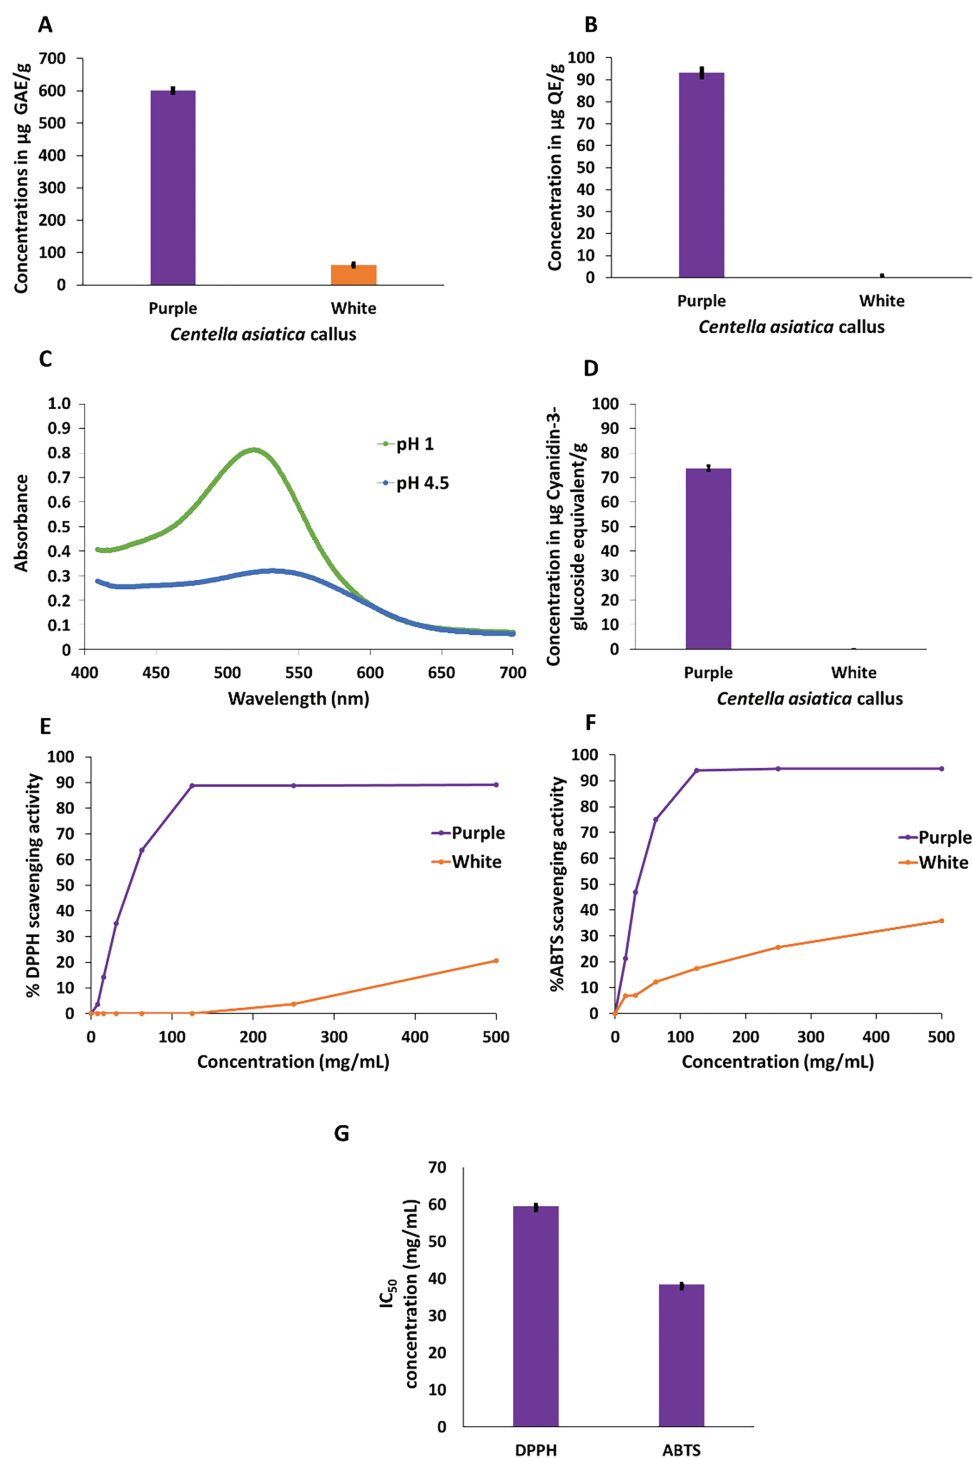 A
Concentrations in µg GAE/g
700
600
500
400
300
200
100
0
Purple White
Centella asiatica callus
B
Concentration in µg QE/g
100
90
80
70
60
50
40
30
20
10
0
Purple White
Centella asiatica callus
C
Absorbance
1.0
0.9
0.8
0.7
0.6
0.5
0.4
0.3
0.2
0.1
0
pH 1
pH 4.5
400 450 500 550 600 650 700
Wavelength (nm)
D
Concentration in µg Cyanidin-3-
glucoside equivalent/g
100
90
80
70
60
50
40
30
20
10
0
Purple White
Centella asiatica callus
E
% DPPH scavenging activity
100
90
80
70
60
50
40
30
20
10
0
Purple
White
0 100 200 300 400 500
Concentration (mg/mL)
F
%ABTS scavenging activity
100
90
80
70
60
50
40
30
20
10
0
Purple
White
0 100 200 300 400 500
Concentration (mg/mL)
G
IC50
concentration (mg/mL)
70
60
50
40
30
20
10
0
DPPH ABTS